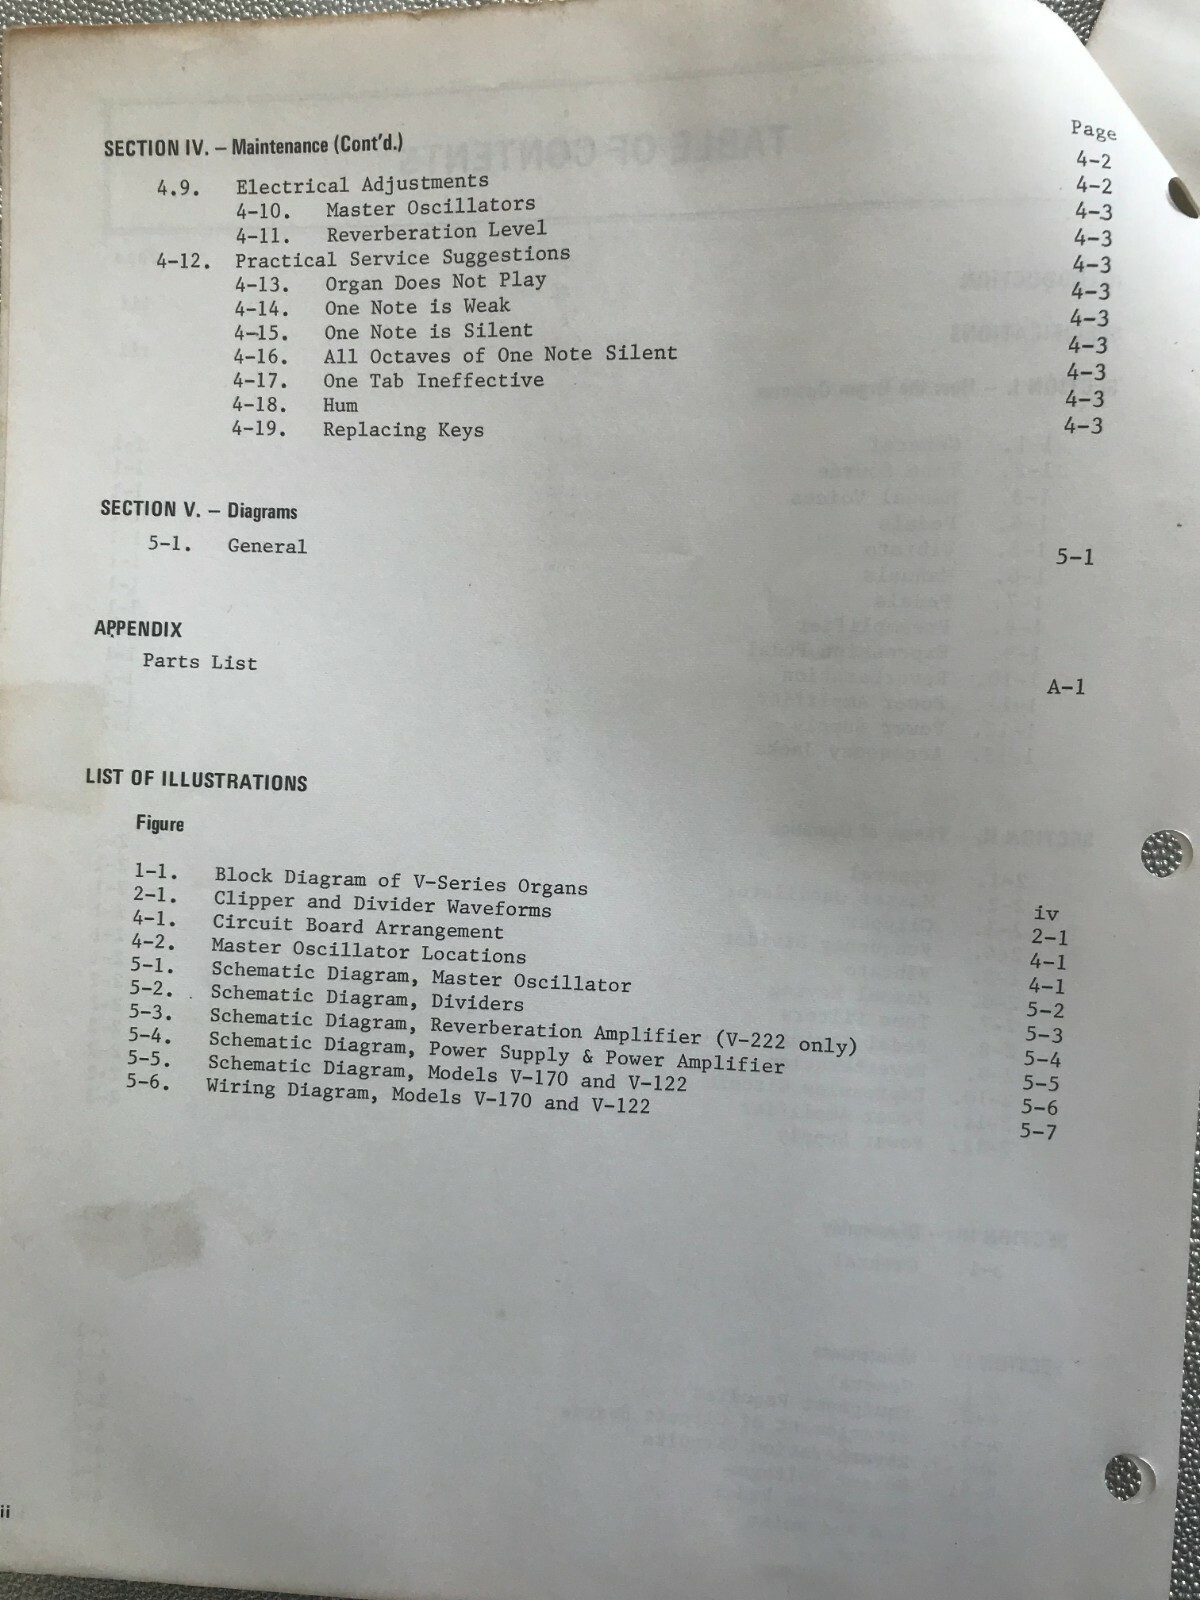 Page
SECTION IV. – Maintenance (Cont'd.)
4.9. Electrical Adjustments 4-2
4-10. Master Oscillators 4-2
4-11. Reverberation Level 4-3
4-12. Practical Service Suggestions 4-3
4-13. Organ Does Not Play 4-3
4-14. One Note is Weak 4-3
4-15. One Note is Silent 4-3
4-16. All Octaves of One Note Silent 4-3
4-17. One Tab Ineffective 4-3
4-18. Hum 4-3
4-19. Replacing Keys 4-3
SECTION V. – Diagrams
5-1. General 5-1
APPENDIX
Parts List A-1
LIST OF ILLUSTRATIONS
Figure
1-1. Block Diagram of V-Series Organs iv
2-1. Clipper and Divider Waveforms 2-1
4-1. Circuit Board Arrangement 4-1
4-2. Master Oscillator Locations 4-1
5-1. Schematic Diagram, Master Oscillator 5-2
5-2. Schematic Diagram, Dividers 5-3
5-3. Schematic Diagram, Reverberation Amplifier (V-222 only) 5-4
5-4. Schematic Diagram, Power Supply & Power Amplifier 5-5
5-5. Schematic Diagram, Models V-170 and V-122 5-6
5-6. Wiring Diagram, Models V-170 and V-122 5-7
ii